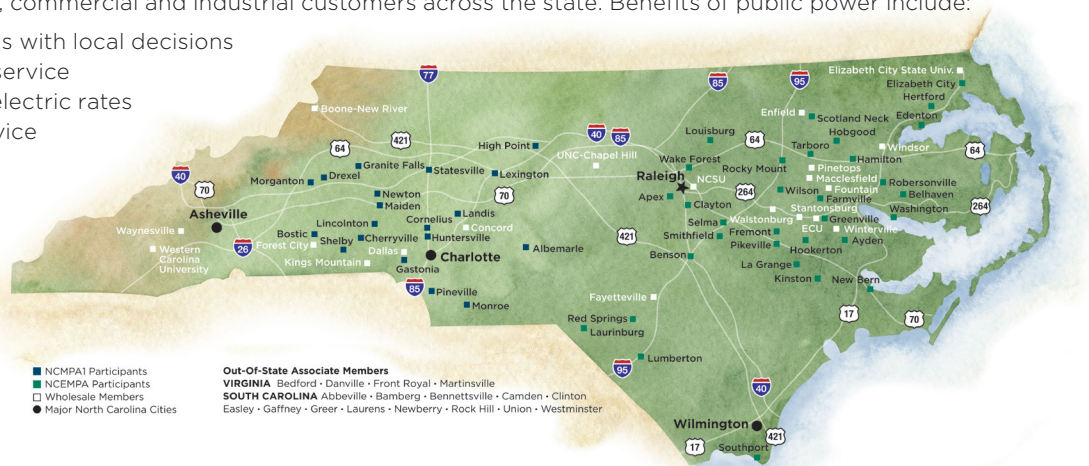 , commercial and industrial customers across the state. Benefits of public power include:
s with local decisions
service
electric rates
vice
77
85
95
Elizabeth City State Univ.
Elizabeth City
Hertford
Edenton
Boone-New River
Enfield
Scotland Neck
Hobgood
40
85
421
64
High Point
UNC-Chapel Hill
Louisburg
64
Tarboro
Windsor
64
Hamilton
Granite Falls
Statesville
Lexington
Wake Forest
Rocky Mount
Pinetops
Macclesfield
Robersonville
40
70
Morganton
Drexel
Raleigh
NCSU
264
Wilson
Fountain
Belhaven
Newton
70
Apex
Clayton
Farmville
Washington
264
Maiden
Stantonsburg
Asheville
Landis
Cornelius
Lincolnton
Selma
Walstonburg
Greenville
Waynesville
Bostic
Concord
421
Smithfield
Fremont
ECU
Winterville
26
Forest City
Shelby
Cherryville
Huntersville
Albemarle
Pikeville
Hookerton
Ayden
Western
Carolina
University
Kings Mountain
Dallas
Charlotte
Benson
La Grange
Gastonia
Kinston
New Bern
85
Pineville
Fayetteville
Monroe
17
70
Red Springs
Laurinburg
Lumberton
95
40
NCMPA1 Participants
NCEMPA Participants
Wholesale Members
Major North Carolina Cities
Out-Of-State Associate Members
VIRGINIA Bedford • Danville • Front Royal • Martinsville
SOUTH CAROLINA Abbeville • Bamberg • Bennettsville • Camden • Clinton
Easley • Gaffney • Greer • Laurens • Newberry • Rock Hill • Union • Westminster
Wilmington
421
17
Southport